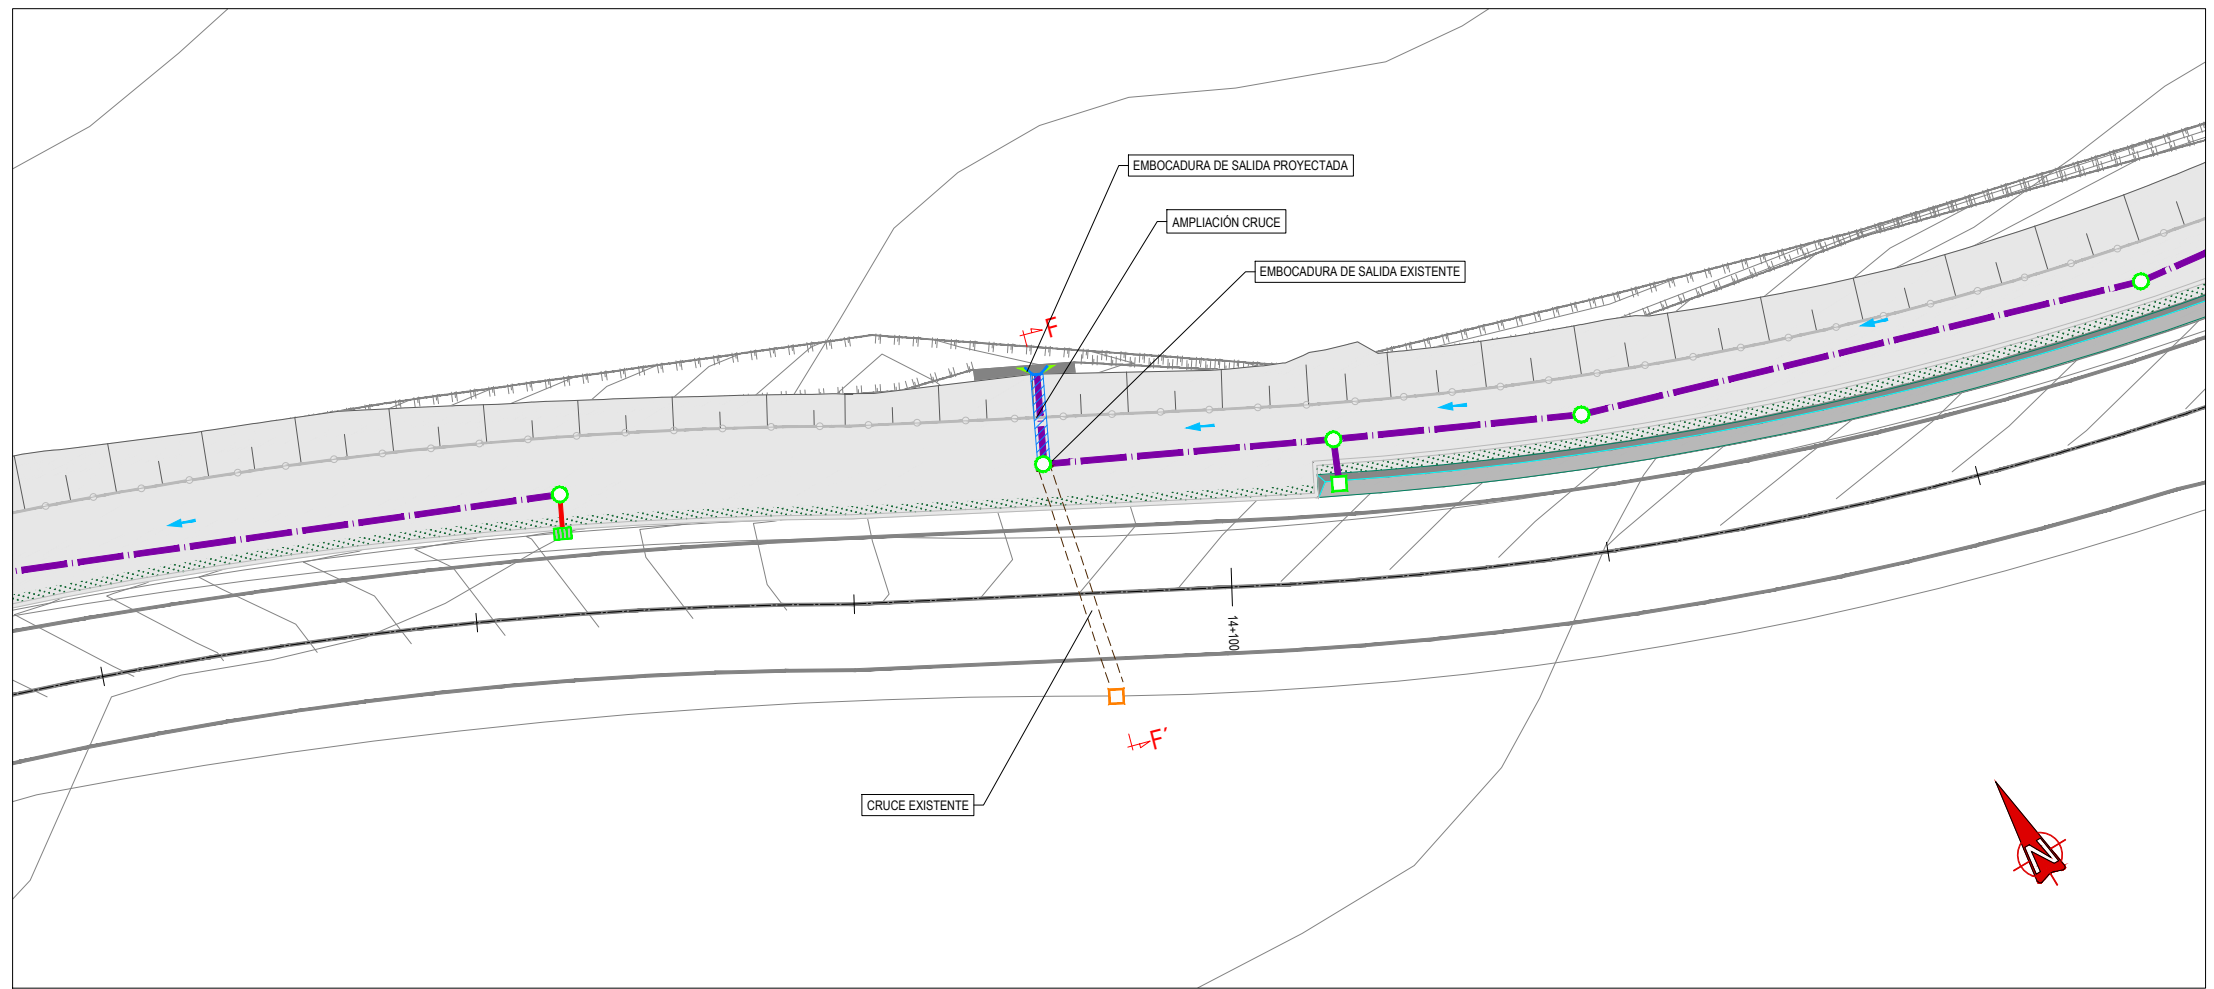 EMBOCADURA DE SALIDA PROYECTADA
AMPLIACIÓN CRUCE
EMBOCADURA DE SALIDA EXISTENTE
F
14+100
F'
CRUCE EXISTENTE
N